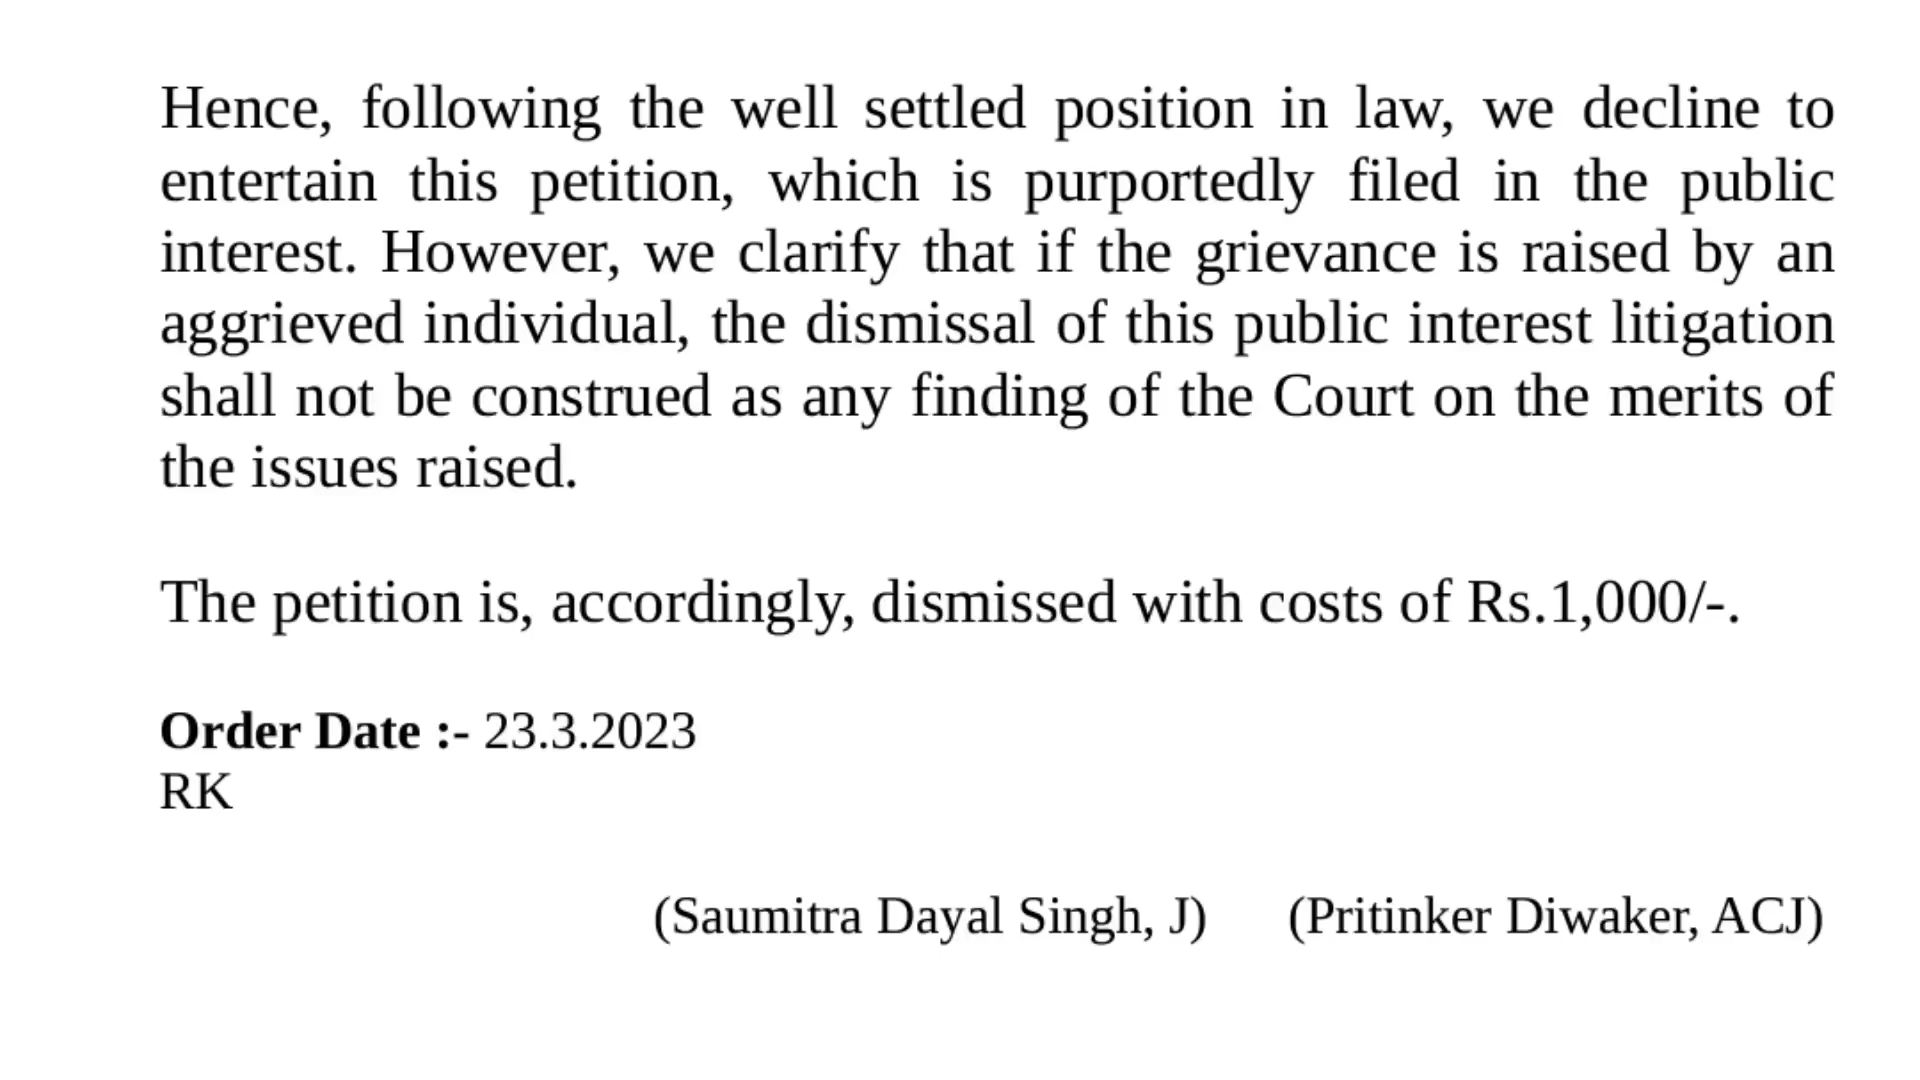 Hence, following the well settled position in law, we decline to
entertain this petition, which is purportedly filed in the public
interest. However, we clarify that if the grievance is raised by an
aggrieved individual, the dismissal of this public interest litigation
shall not be construed as any finding of the Court on the merits of
the issues raised.
The petition is, accordingly, dismissed with costs of Rs.1,000/-.
Order Date :- 23.3.2023
RK
(Saumitra Dayal Singh, J) (Pritinker Diwaker, ACJ)